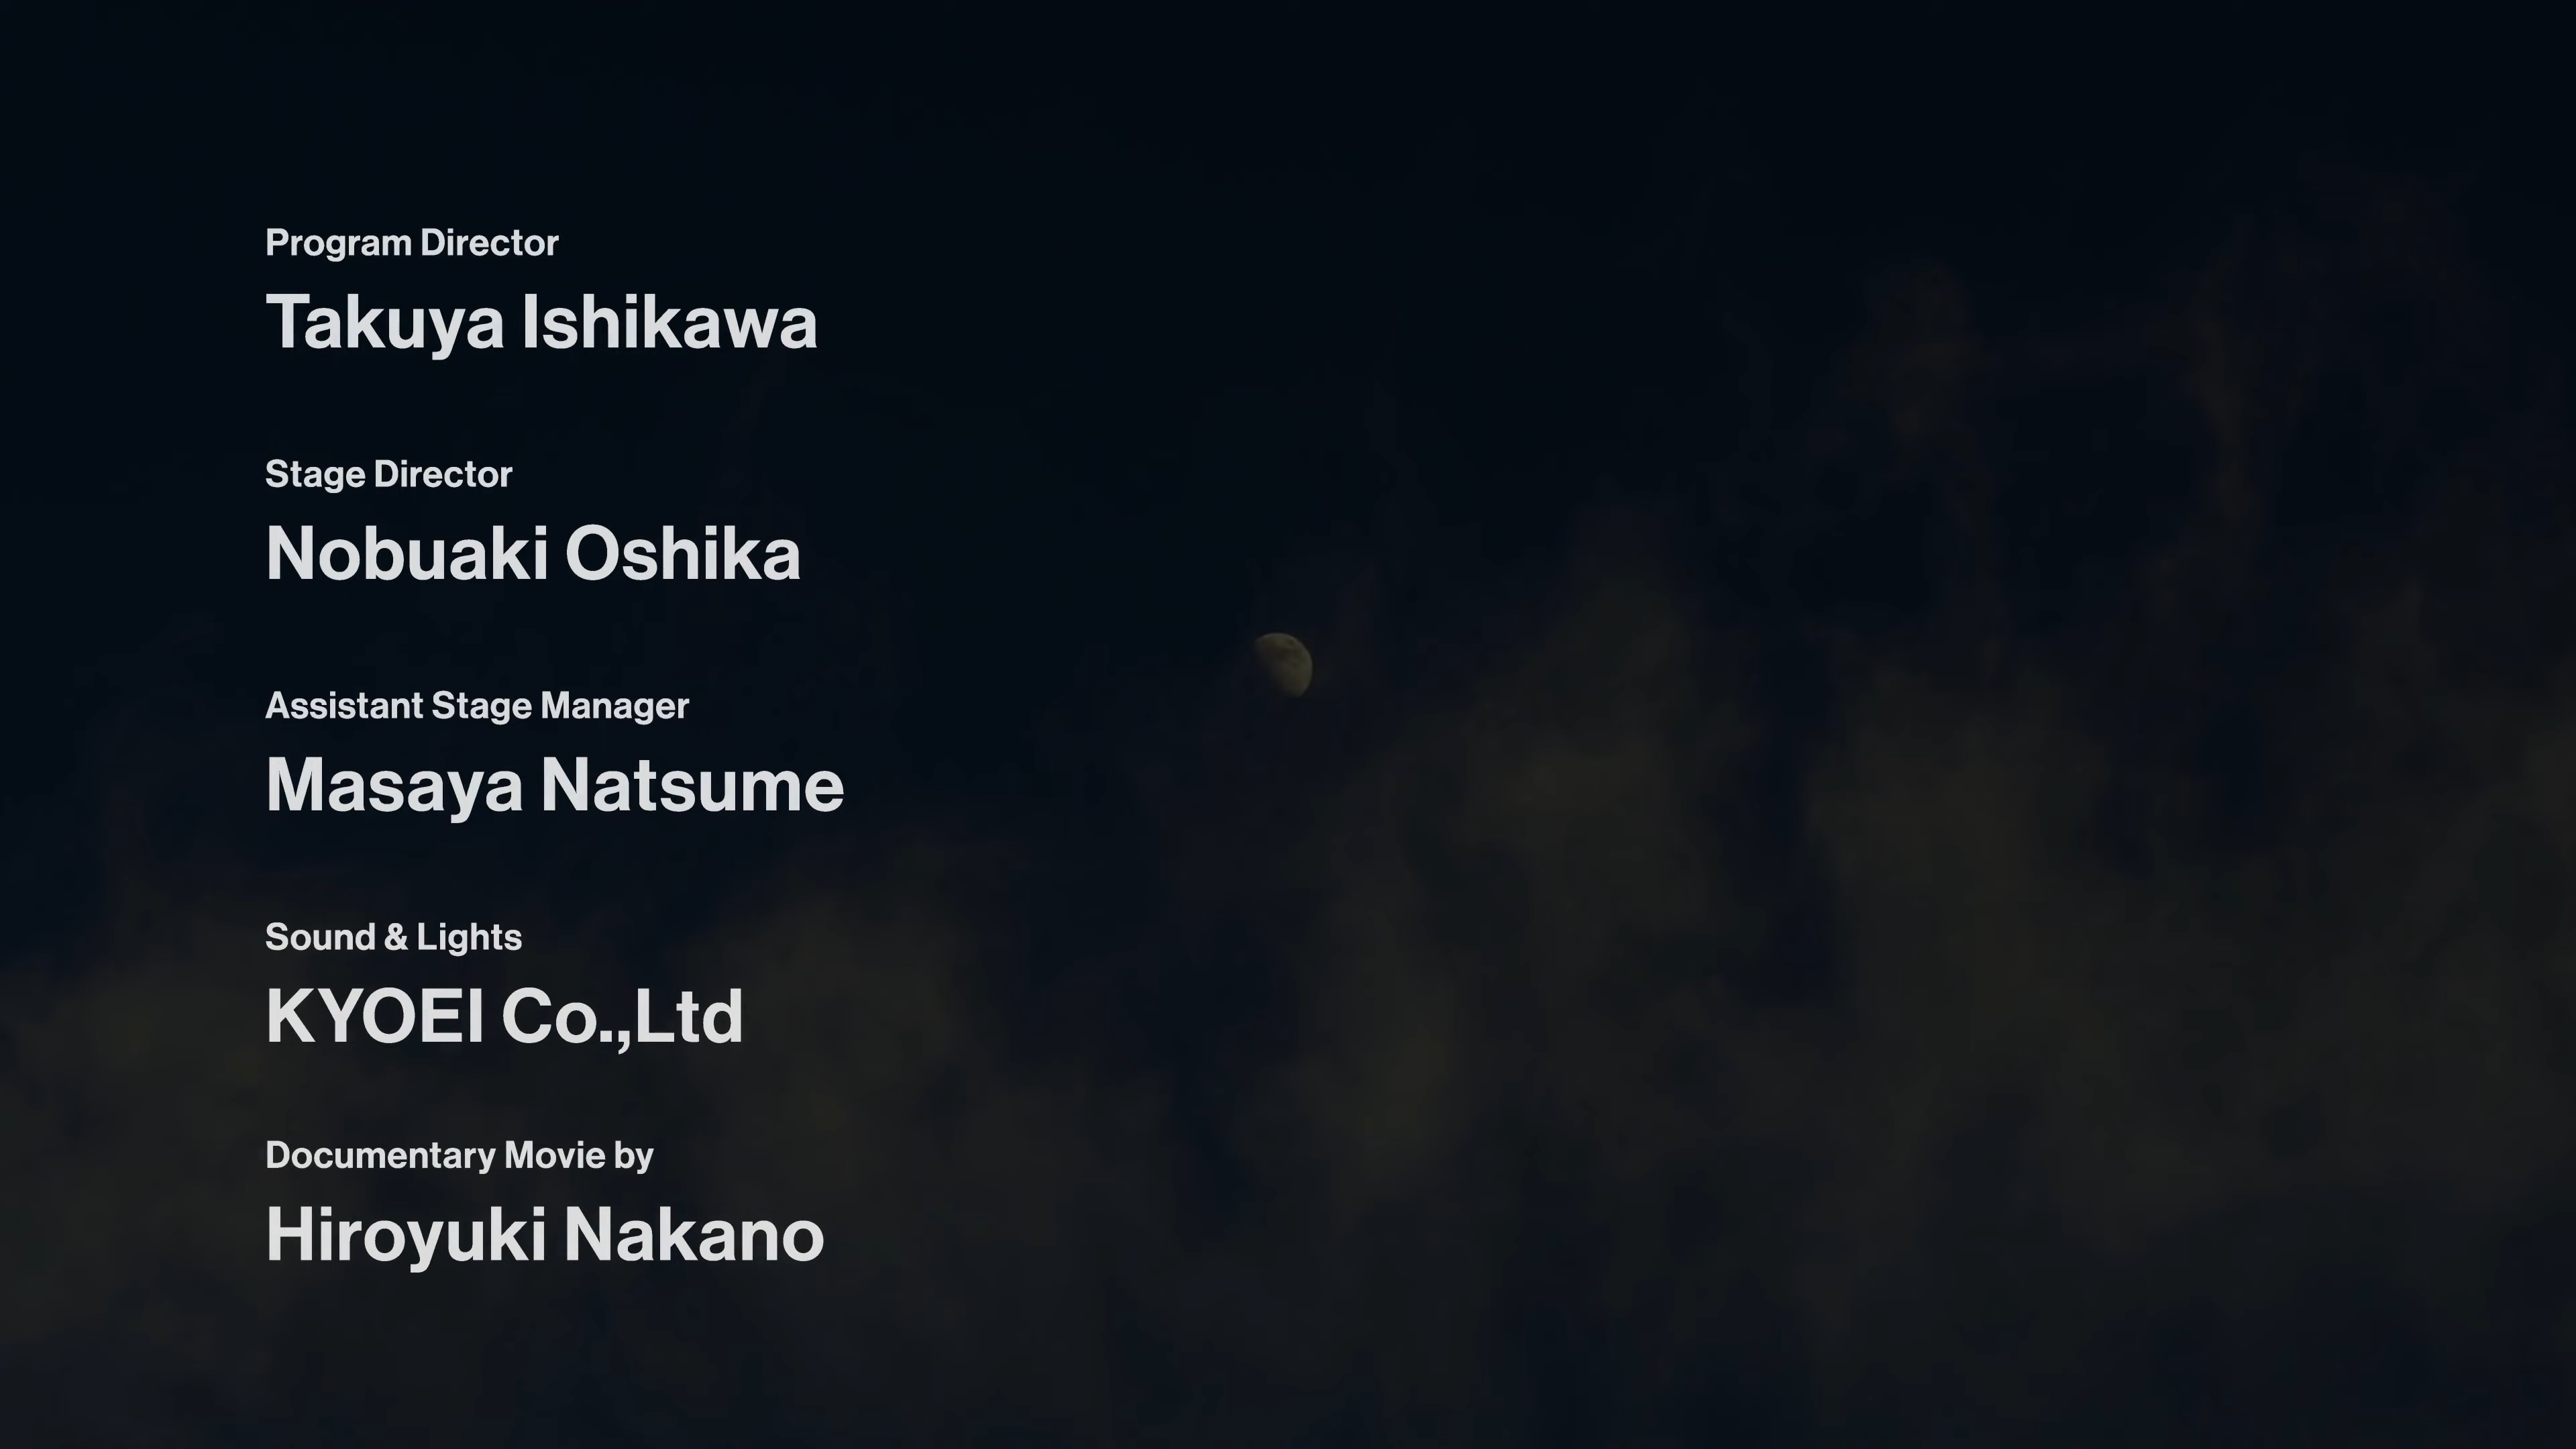 Program Director
Takuya Ishikawa
Stage Director
Nobuaki Oshika
Assistant Stage Manager
Masaya Natsume
Sound & Lights
KYOEI Co.,Ltd
Documentary Movie by
Hiroyuki Nakano